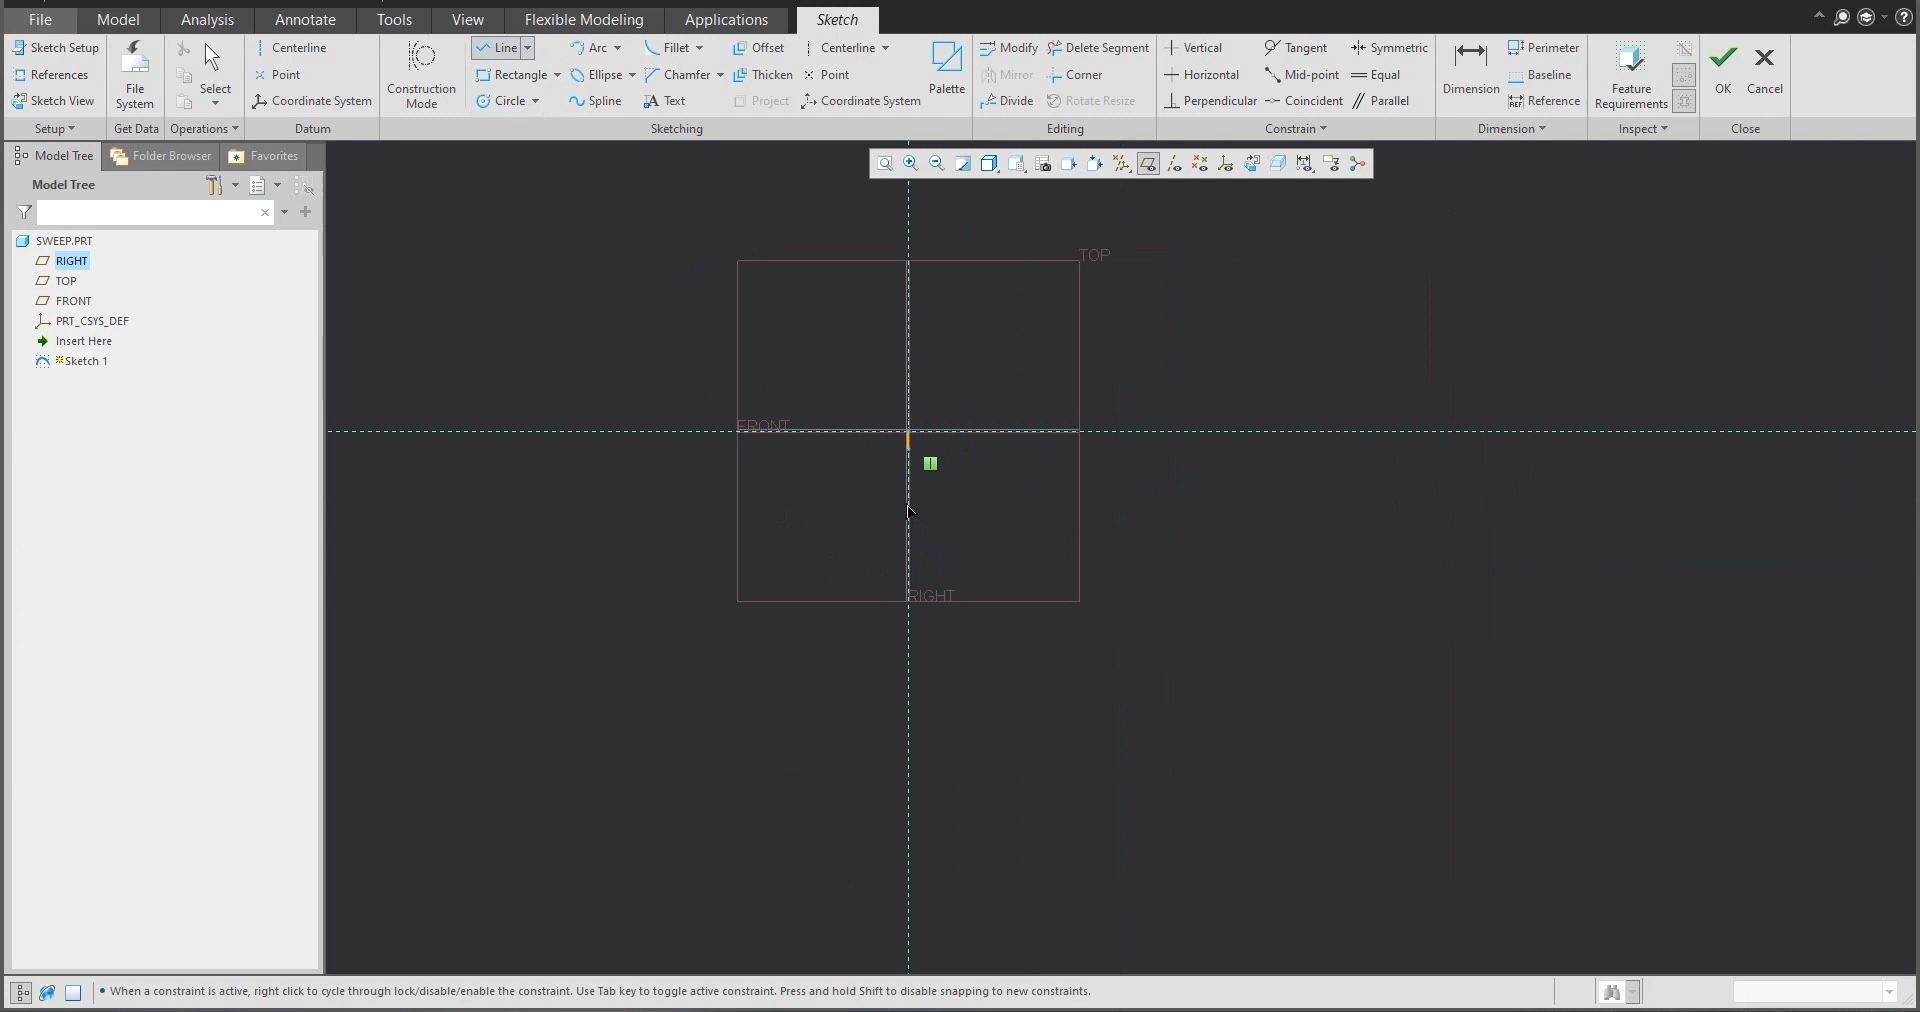 File Model Analysis Annotate Tools View Flexible Modeling Applications Sketch
Sketch Setup
References
Sketch View
Setup
File System
Get Data
Select
Operations
Centerline
Point
Coordinate System
Datum
Construction Mode
Line Arc Fillet Offset Centerline
Rectangle Ellipse Chamfer Thicken Point
Circle Spline Text Project Coordinate System
Palette
Sketching
Modify Delete Segment
Mirror Corner
Divide Rotate Resize
Editing
Vertical Tangent Symmetric
Horizontal Mid-point Equal
Perpendicular Coincident Parallel
Constrain
Dimension
Perimeter
Baseline
REF Reference
Dimension
Feature Requirements
Inspect
OK Cancel
Close
Model Tree Folder Browser Favorites
Model Tree
SWEEP.PRT
RIGHT
TOP
FRONT
PRT_CSYS_DEF
Insert Here
Sketch 1
TOP
FRONT
RIGHT
• When a constraint is active, right click to cycle through lock/disable/enable the constraint. Use Tab key to toggle active constraint. Press and hold Shift to disable snapping to new constraints.